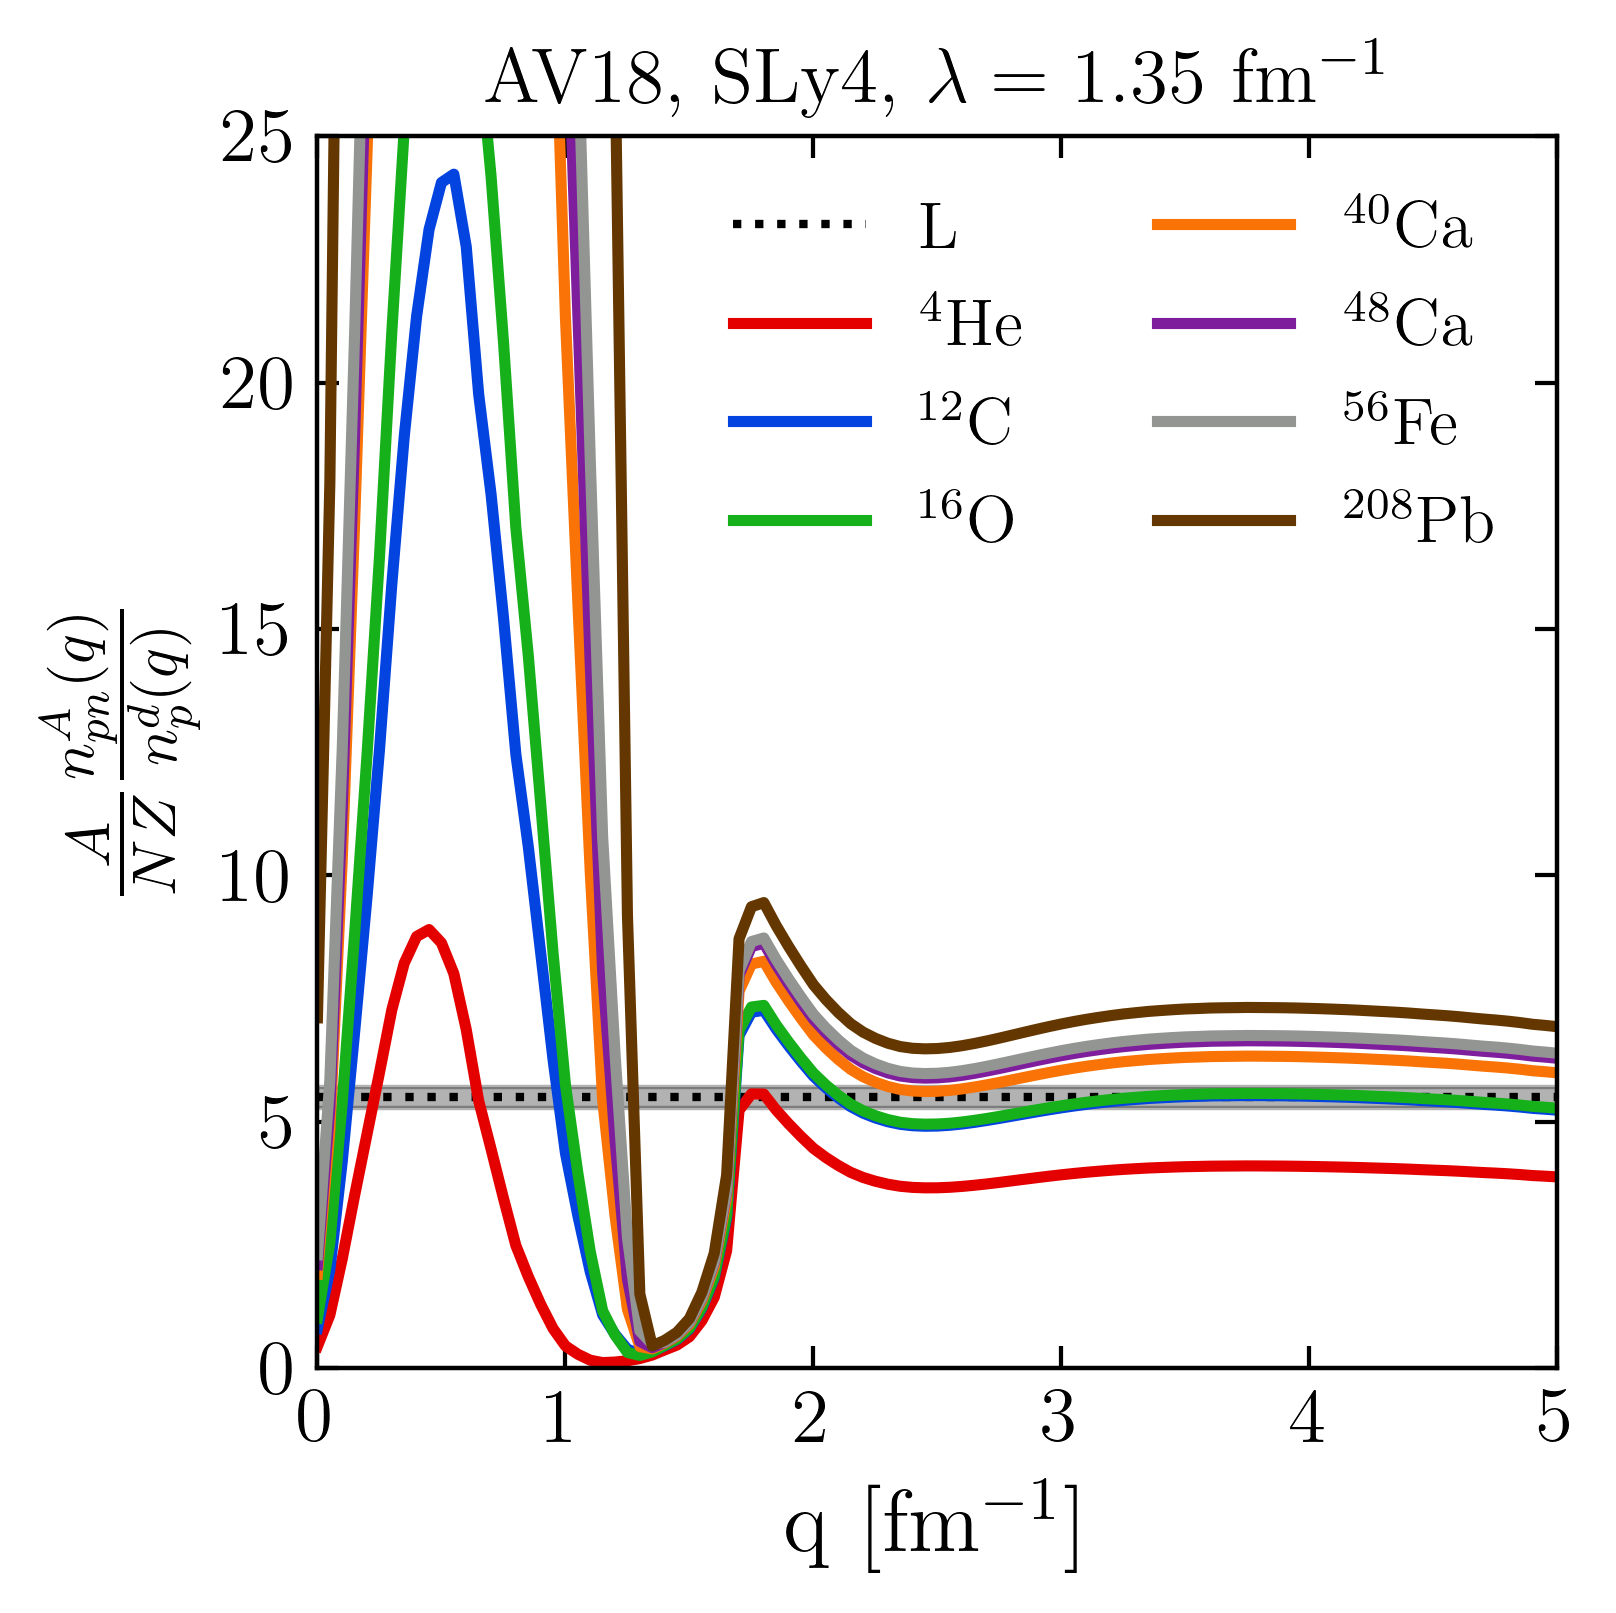 AV18, SLy4, λ = 1.35 fm⁻¹
25
20
15
10
5
0
A/NZ n^A_pn(q)/n^d_p(q)
L
⁴He
¹²C
¹⁶O
⁴⁰Ca
⁴⁸Ca
⁵⁶Fe
²⁰⁸Pb
0 1 2 3 4 5
q [fm⁻¹]